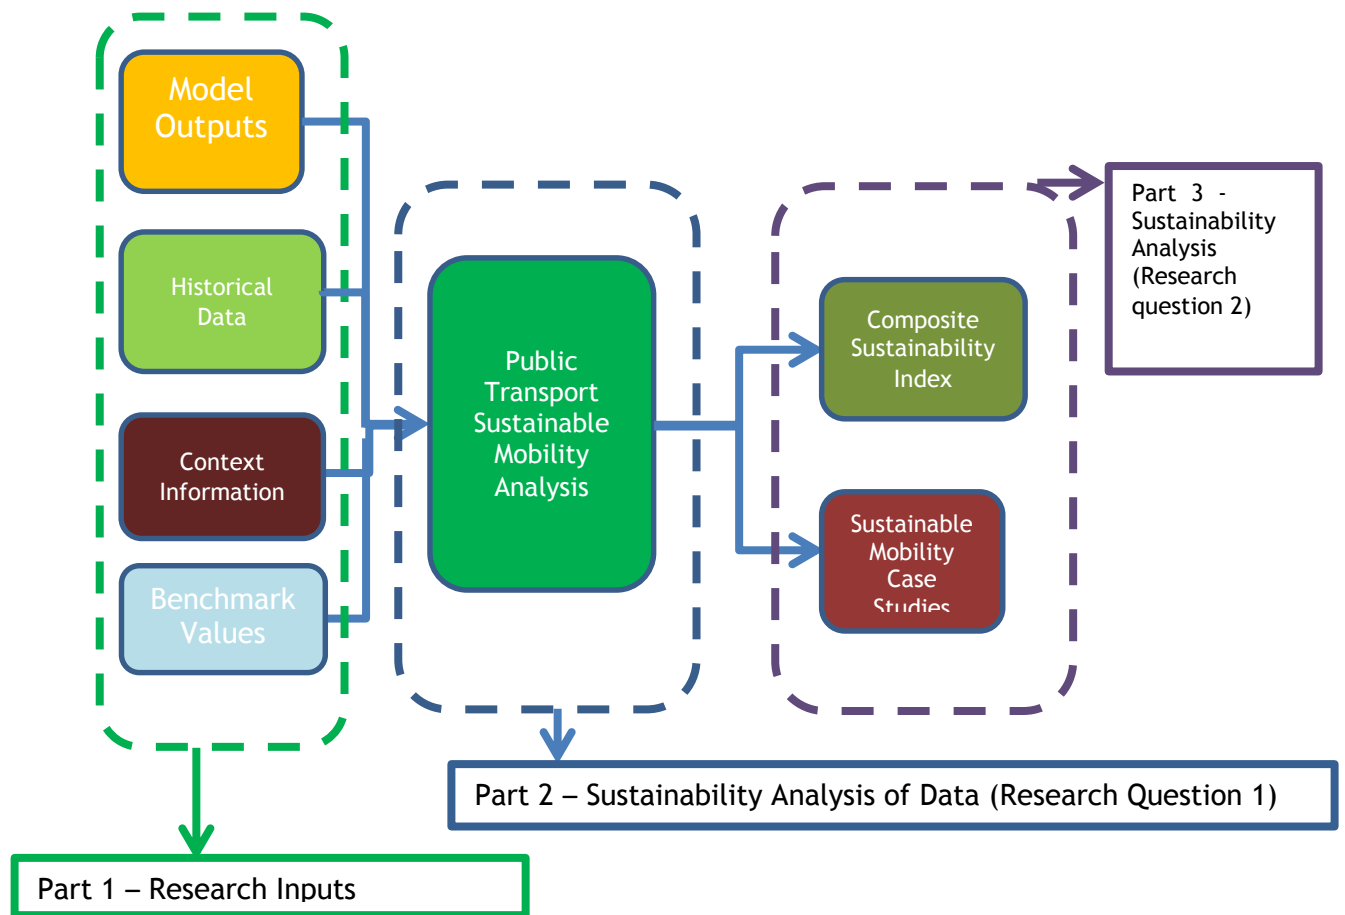 Model
Outputs
Historical
Data
Context
Information
Benchmark
Values
Public
Transport
Sustainable
Mobility
Analysis
Composite
Sustainability
Index
Sustainable
Mobility
Case
Studies
Part 3 -
Sustainability
Analysis
(Research
question 2)
Part 2 – Sustainability Analysis of Data (Research Question 1)
Part 1 – Research Inputs